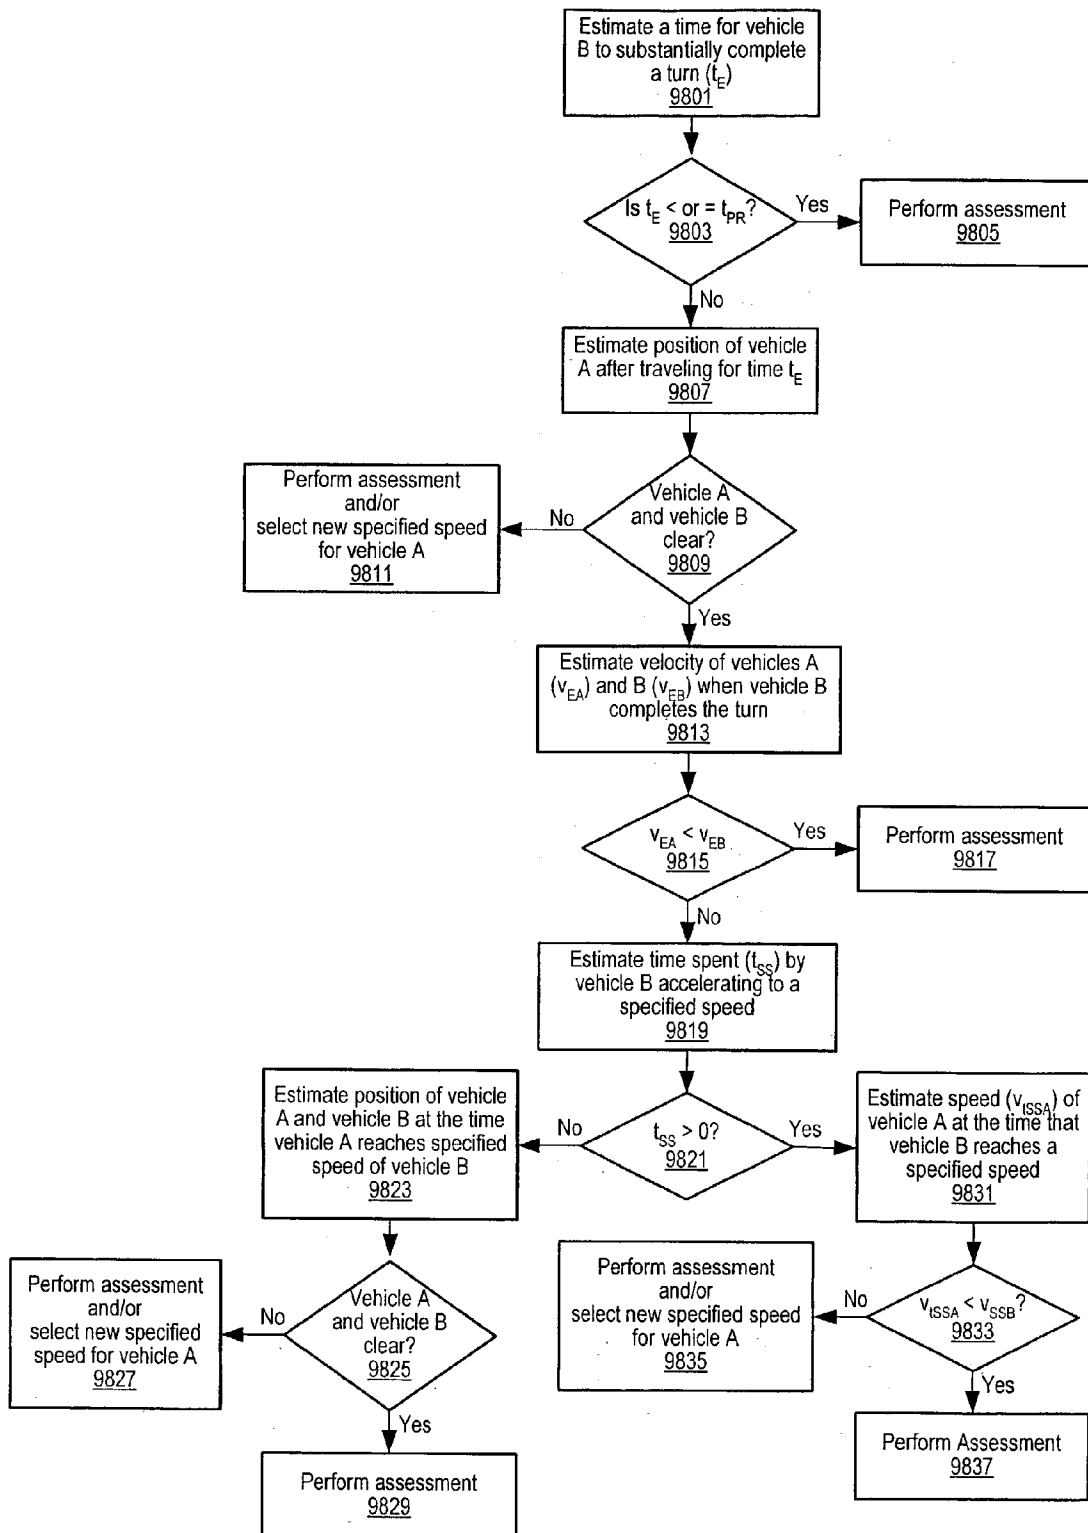 Estimate a time for vehicle
B to substantially complete
a turn (tE)
9801
Is tE < or = tPR?
9803
Yes
Perform assessment
9805
No
Estimate position of vehicle
A after traveling for time tE
9807
Vehicle A
and vehicle B
clear?
9809
No
Perform assessment
and/or
select new specified speed
for vehicle A
9811
Yes
Estimate velocity of vehicles A
(vEA) and B (vEB) when vehicle B
completes the turn
9813
vEA < vEB
9815
Yes
Perform assessment
9817
No
Estimate time spent (tSS) by
vehicle B accelerating to a
specified speed
9819
tSS > 0?
9821
No
Estimate position of vehicle
A and vehicle B at the time
vehicle A reaches specified
speed of vehicle B
9823
Yes
Estimate speed (vtSSA) of
vehicle A at the time that
vehicle B reaches a
specified speed
9831
Vehicle A
and vehicle B
clear?
9825
No
Perform assessment
and/or
select new specified
speed for vehicle A
9827
Yes
Perform assessment
9829
vtSSA < vSSB?
9833
No
Perform assessment
and/or
select new specified speed
for vehicle A
9835
Yes
Perform Assessment
9837